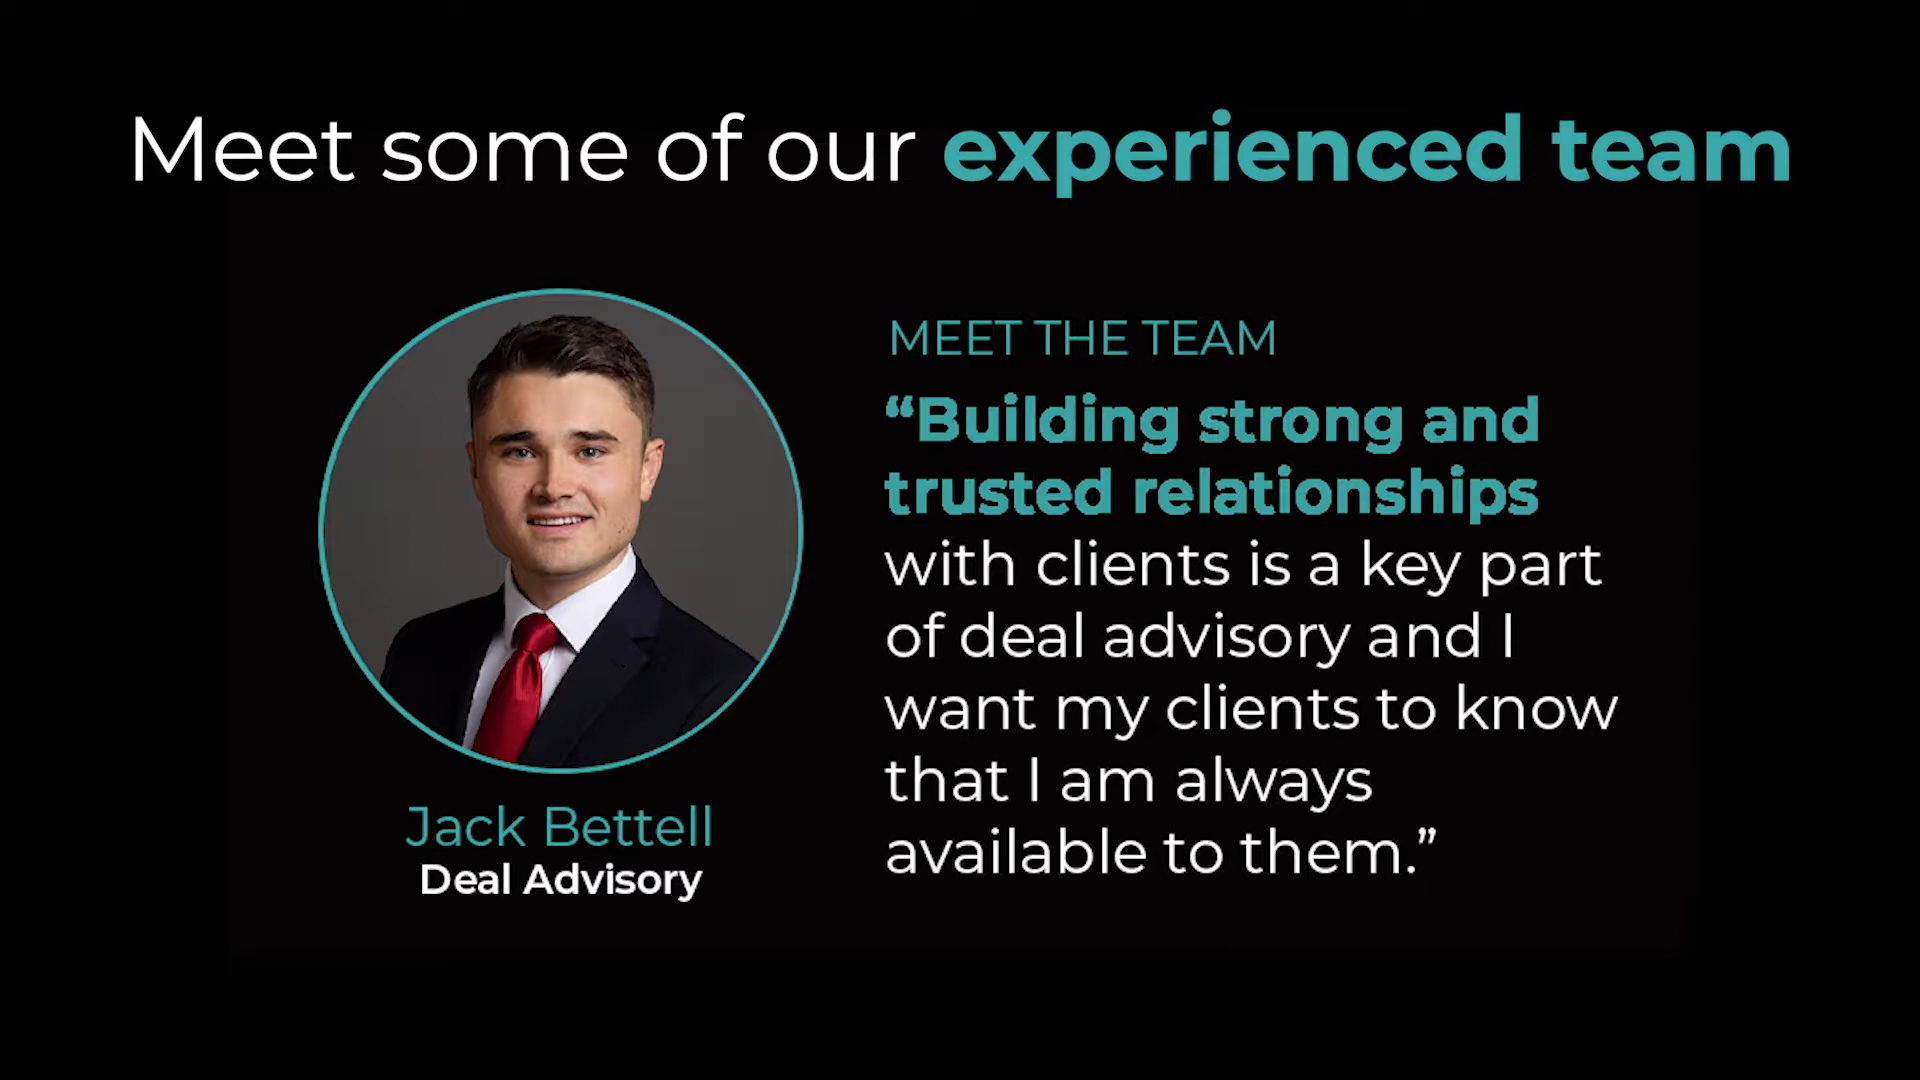 Meet some of our experienced team
MEET THE TEAM
“Building strong and
trusted relationships
with clients is a key part
of deal advisory and I
want my clients to know
that I am always
available to them.”
Jack Bettell
Deal Advisory